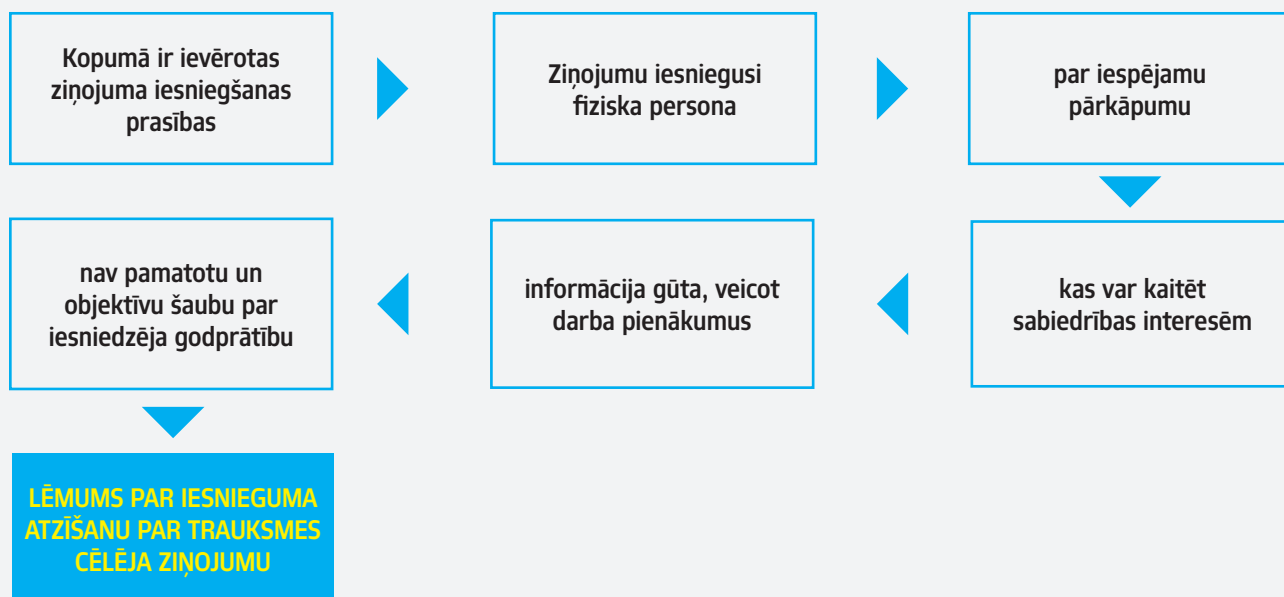 Kopumā ir ievērotas
ziņojuma iesniegšanas
prasības
Ziņojumu iesniegusi
fiziska persona
par iespējamu
pārkāpumu
kas var kaitēt
sabiedrības interesēm
informācija gūta, veicot
darba pienākumus
nav pamatotu un
objektīvu šaubu par
iesniedzēja godprātību
LĒMUMS PAR IESNIEGUMA
ATZĪŠANU PAR TRAUKSMES
CĒLĒJA ZIŅOJUMU